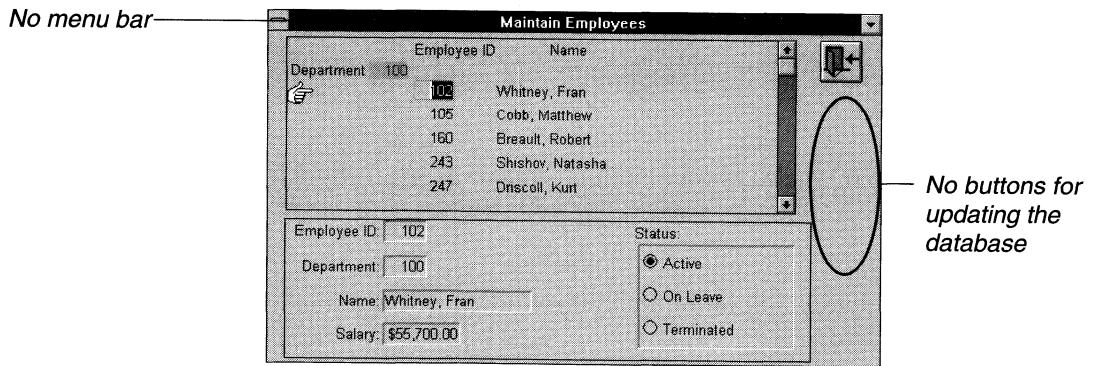 No menu bar
Maintain Employees
Employee ID Name
Department 100
102 Whitney, Fran
105 Cobb, Matthew
160 Breault, Robert
243 Shishov, Natasha
247 Driscoll, Kurt
No buttons for
updating the
database
Employee ID: 102
Department: 100
Name: Whitney, Fran
Salary: $55,700.00
Status:
Active
On Leave
Terminated